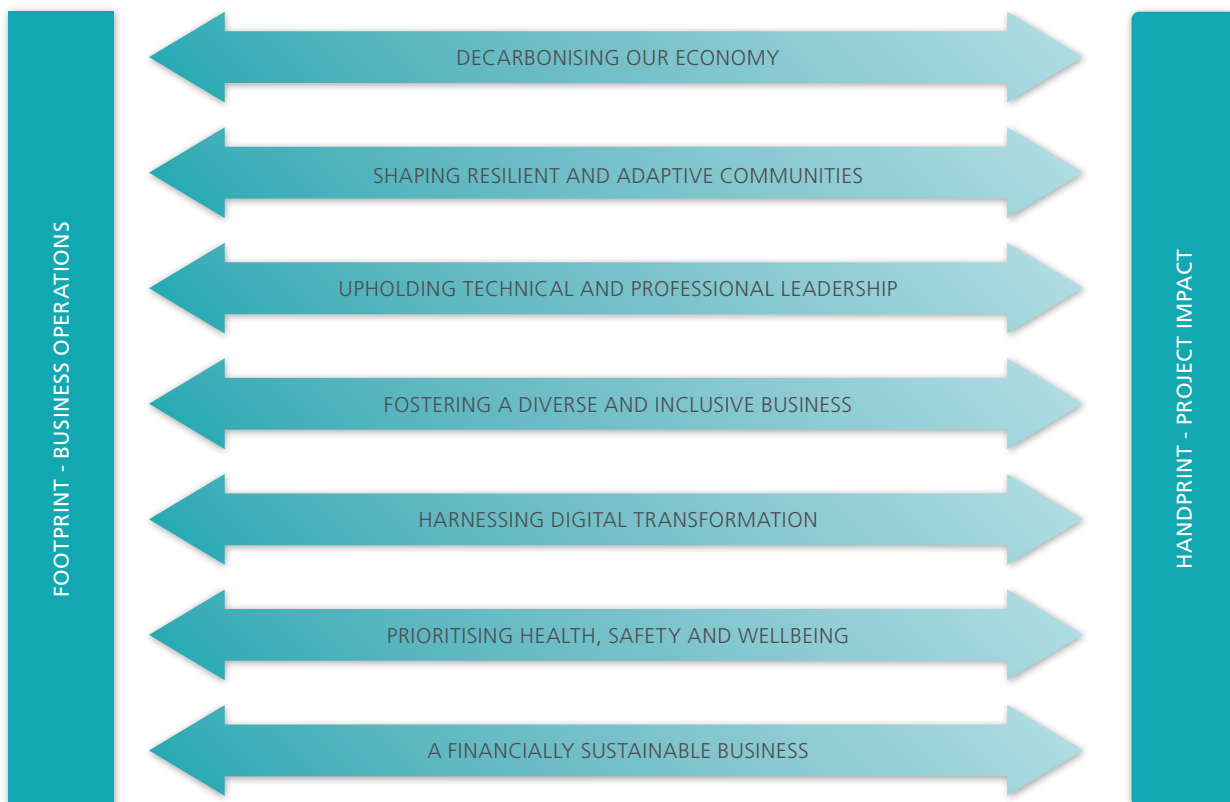 FOOTPRINT - BUSINESS OPERATIONS
DECARBONISING OUR ECONOMY
SHAPING RESILIENT AND ADAPTIVE COMMUNITIES
UPHOLDING TECHNICAL AND PROFESSIONAL LEADERSHIP
FOSTERING A DIVERSE AND INCLUSIVE BUSINESS
HARNESSING DIGITAL TRANSFORMATION
PRIORITISING HEALTH, SAFETY AND WELLBEING
A FINANCIALLY SUSTAINABLE BUSINESS
HANDPRINT - PROJECT IMPACT